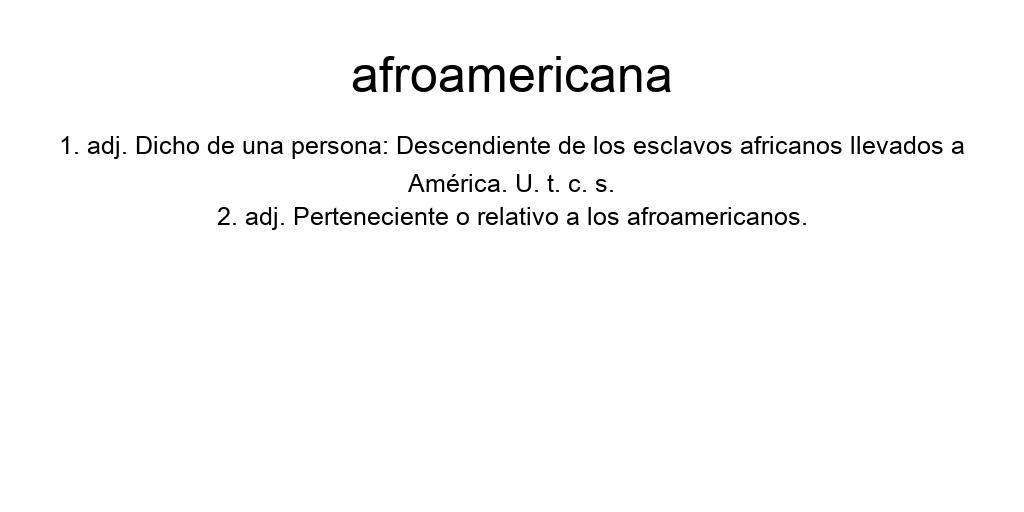 afroamericana
1. adj. Dicho de una persona: Descendiente de los esclavos africanos llevados a
América. U. t. c. s.
2. adj. Perteneciente o relativo a los afroamericanos.